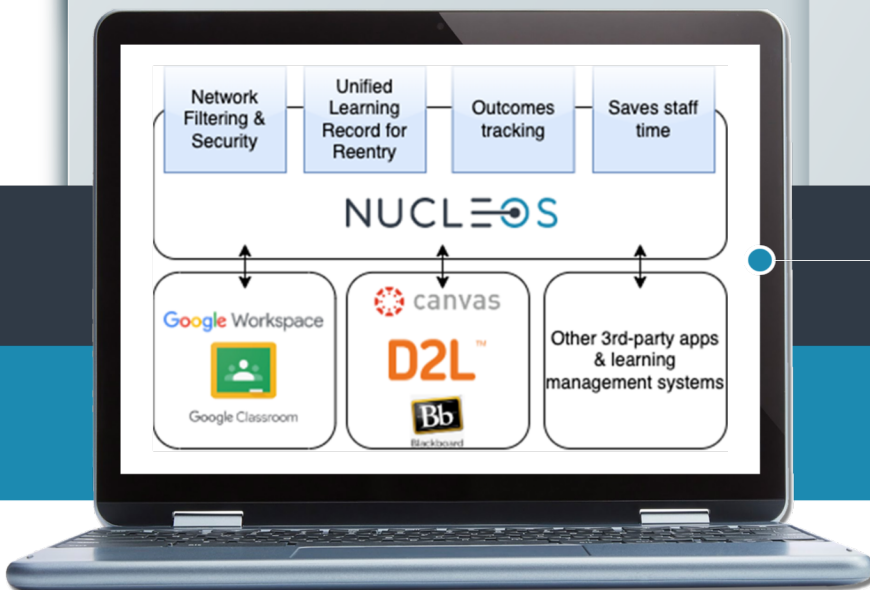 Network
Filtering &
Security
Unified
Learning
Record for
Reentry
Outcomes
tracking
Saves staff
time
NUCLEOS
Google Workspace
Google Classroom
canvas
D2L™
Bb
Blackboard
Other 3rd-party apps
& learning
management systems